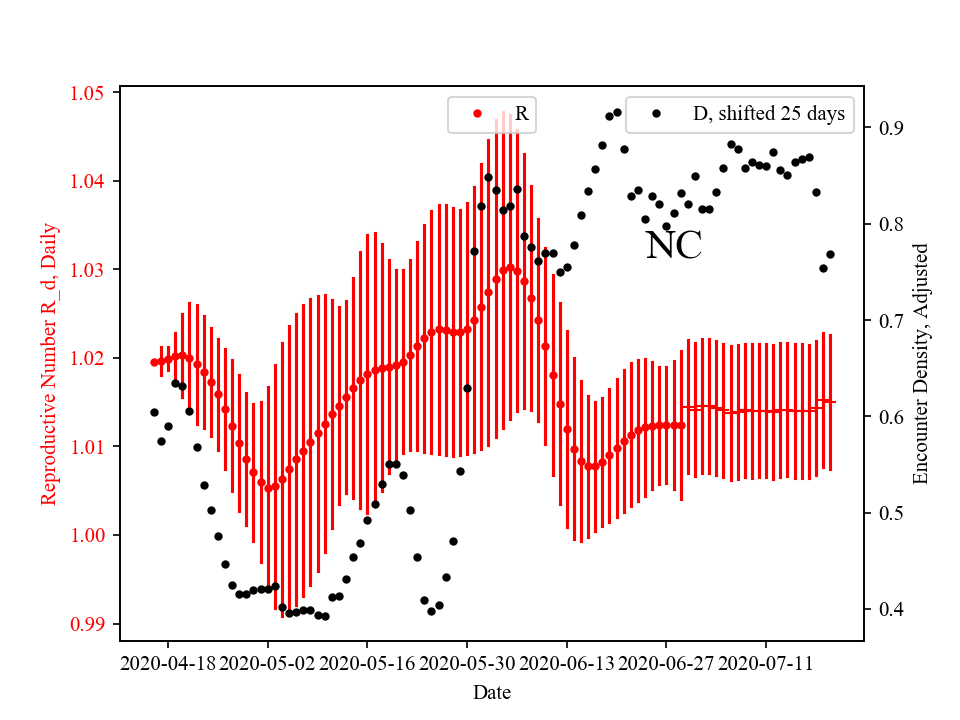 R
D, shifted 25 days
NC
1.05
1.04
1.03
1.02
1.01
1.00
0.99
Reproductive Number R_d, Daily
0.9
0.8
0.7
0.6
0.5
0.4
Encounter Density, Adjusted
2020-04-18 2020-05-02 2020-05-16 2020-05-30 2020-06-13 2020-06-27 2020-07-11
Date